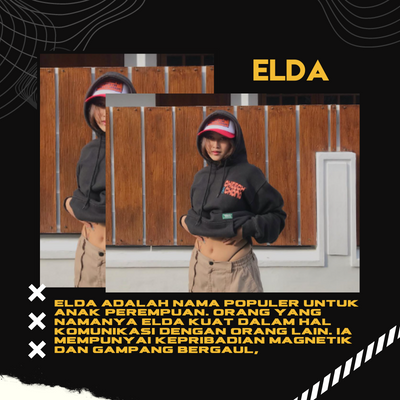 ELDA
ELDA ADALAH NAMA POPULER UNTUK
ANAK PEREMPUAN. ORANG YANG
NAMANYA ELDA KUAT DALAM HAL
KOMUNIKASI DENGAN ORANG LAIN. IA
MEMPUNYAI KEPRIBADIAN MAGNETIK
DAN GAMPANG BERGAUL,